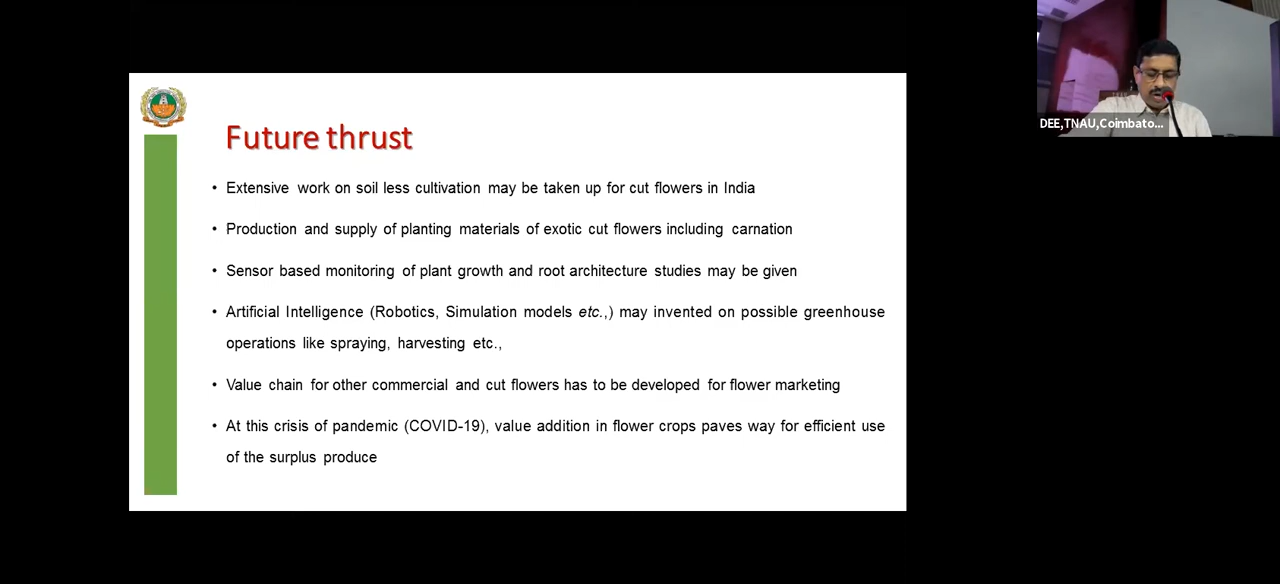 Future thrust
• Extensive work on soil less cultivation may be taken up for cut flowers in India
• Production and supply of planting materials of exotic cut flowers including carnation
• Sensor based monitoring of plant growth and root architecture studies may be given
• Artificial Intelligence (Robotics, Simulation models etc.,) may invented on possible greenhouse
operations like spraying, harvesting etc.,
• Value chain for other commercial and cut flowers has to be developed for flower marketing
• At this crisis of pandemic (COVID-19), value addition in flower crops paves way for efficient use
of the surplus produce
DEE,TNAU,Coimbato...